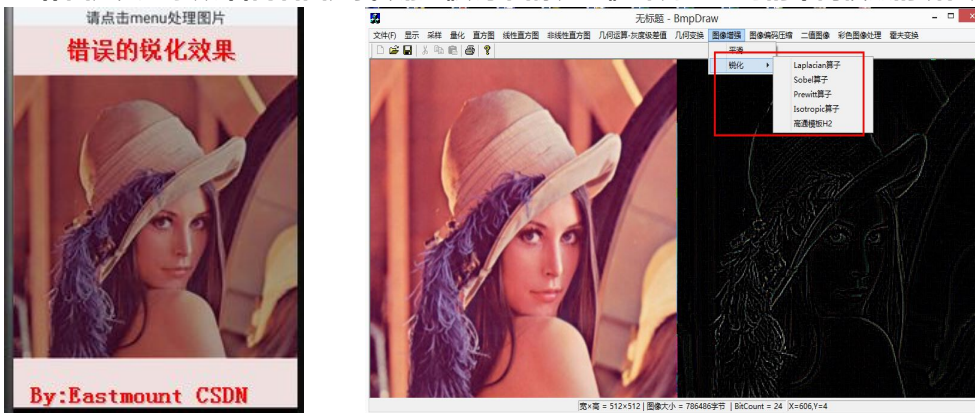 请点击menu处理图片
错误的锐化效果
By:Eastmount CSDN
无标题 - BmpDraw
文件(F) 显示 采样 量化 直方图 线性直方图 非线性直方图 几何运算-灰度级差值 几何变换 图像增强 图像编码压缩 二值图像 彩色图像处理 霍夫变换
平滑
锐化
Laplacian算子
Sobel算子
Prewitt算子
Isotropic算子
高通模板H2
宽×高 = 512×512 | 图像大小 = 786486字节 | BitCount = 24 X=606,Y=4